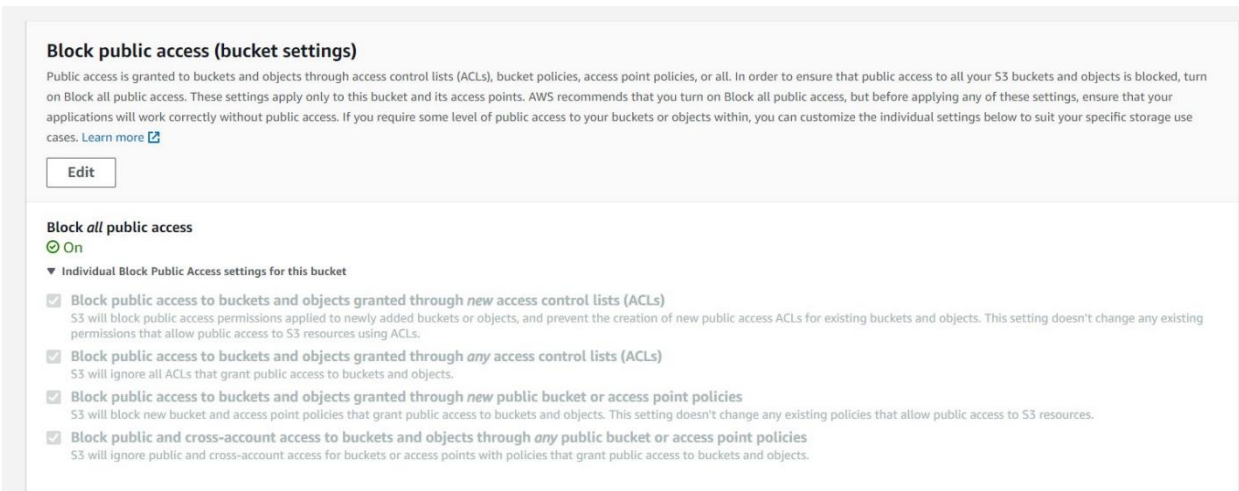 Block public access (bucket settings)
Public access is granted to buckets and objects through access control lists (ACLs), bucket policies, access point policies, or all. In order to ensure that public access to all your S3 buckets and objects is blocked, turn
on Block all public access. These settings apply only to this bucket and its access points. AWS recommends that you turn on Block all public access, but before applying any of these settings, ensure that your
applications will work correctly without public access. If you require some level of public access to your buckets or objects within, you can customize the individual settings below to suit your specific storage use
cases. Learn more
Edit
Block all public access
On
Individual Block Public Access settings for this bucket
Block public access to buckets and objects granted through new access control lists (ACLs)
S3 will block public access permissions applied to newly added buckets or objects, and prevent the creation of new public access ACLs for existing buckets and objects. This setting doesn't change any existing
permissions that allow public access to S3 resources using ACLs.
Block public access to buckets and objects granted through any access control lists (ACLs)
S3 will ignore all ACLs that grant public access to buckets and objects.
Block public access to buckets and objects granted through new public bucket or access point policies
S3 will block new bucket and access point policies that grant public access to buckets and objects. This setting doesn't change any existing policies that allow public access to S3 resources.
Block public and cross-account access to buckets and objects through any public bucket or access point policies
S3 will ignore public and cross-account access for buckets or access points with policies that grant public access to buckets and objects.